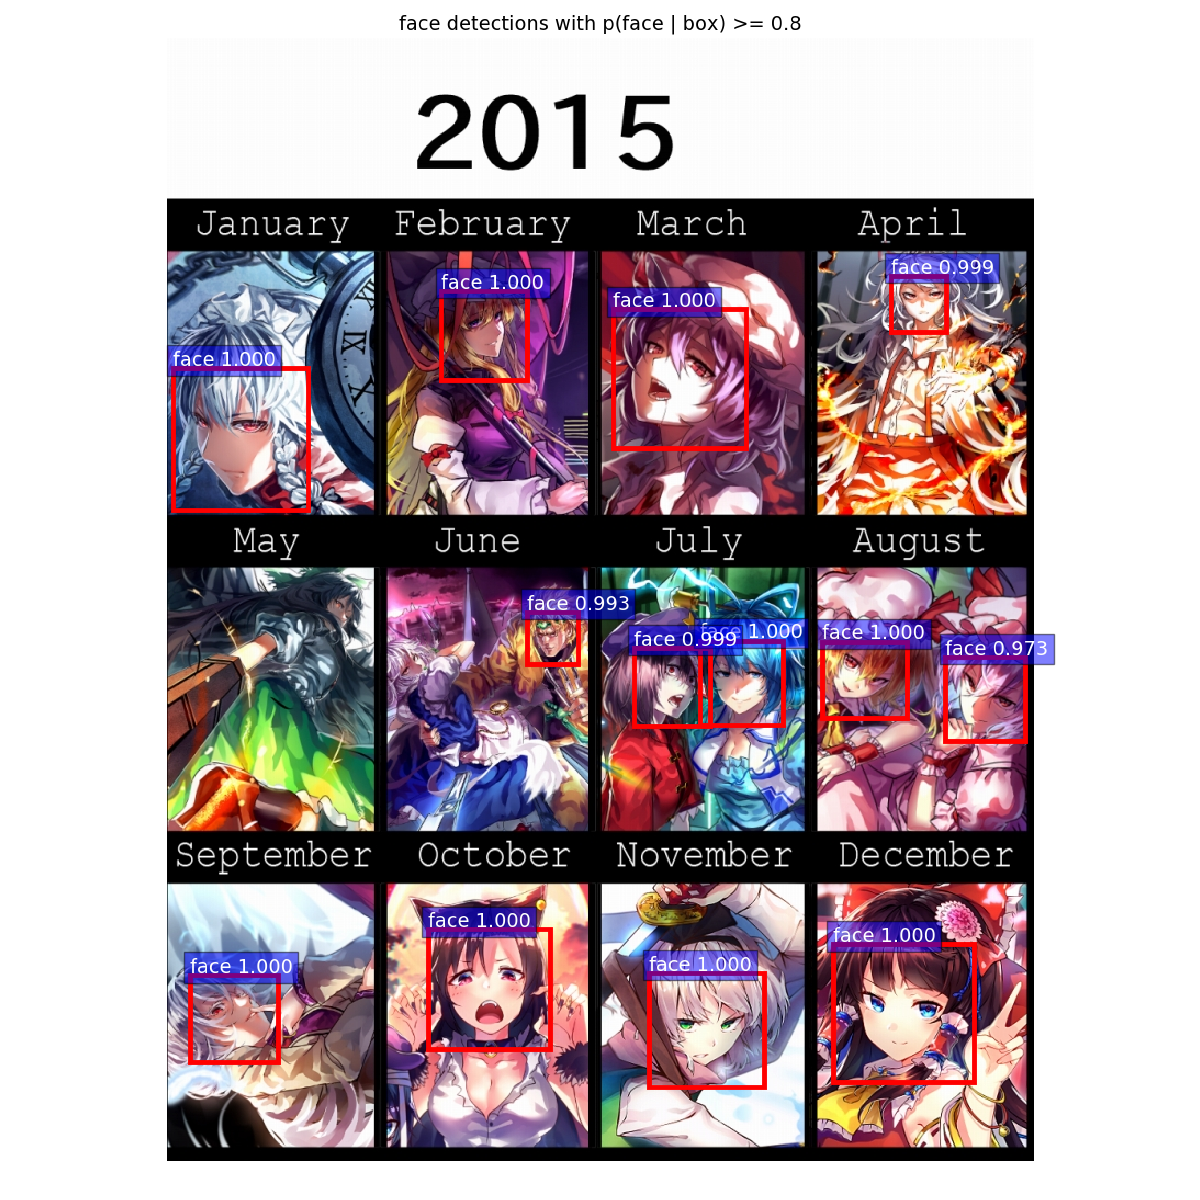 face detections with p(face | box) >= 0.8
2015
January February March April
face 1.000
face 1.000
face 1.000
face 0.999
May June July August
face 0.993
face 0.999
face 1.000
face 1.000
face 0.973
September October November December
face 1.000
face 1.000
face 1.000
face 1.000